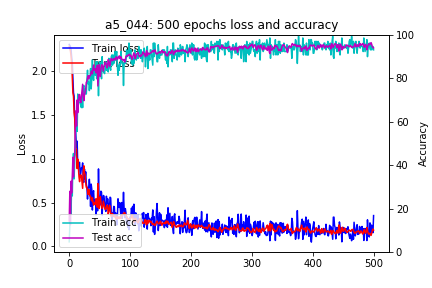 a5_044: 500 epochs loss and accuracy
Train loss
Test loss
Train acc
Test acc
Loss
Accuracy
2.0
1.5
1.0
0.5
0.0
100
80
60
40
20
0
0
100
200
300
400
500